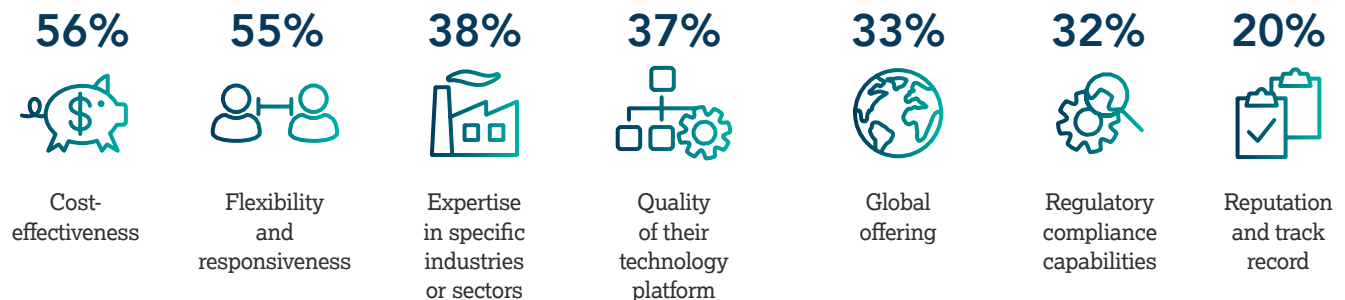 56%
Cost-
effectiveness
55%
Flexibility
and
responsiveness
38%
Expertise
in specific
industries
or sectors
37%
Quality
of their
technology
platform
33%
Global
offering
32%
Regulatory
compliance
capabilities
20%
Reputation
and track
record